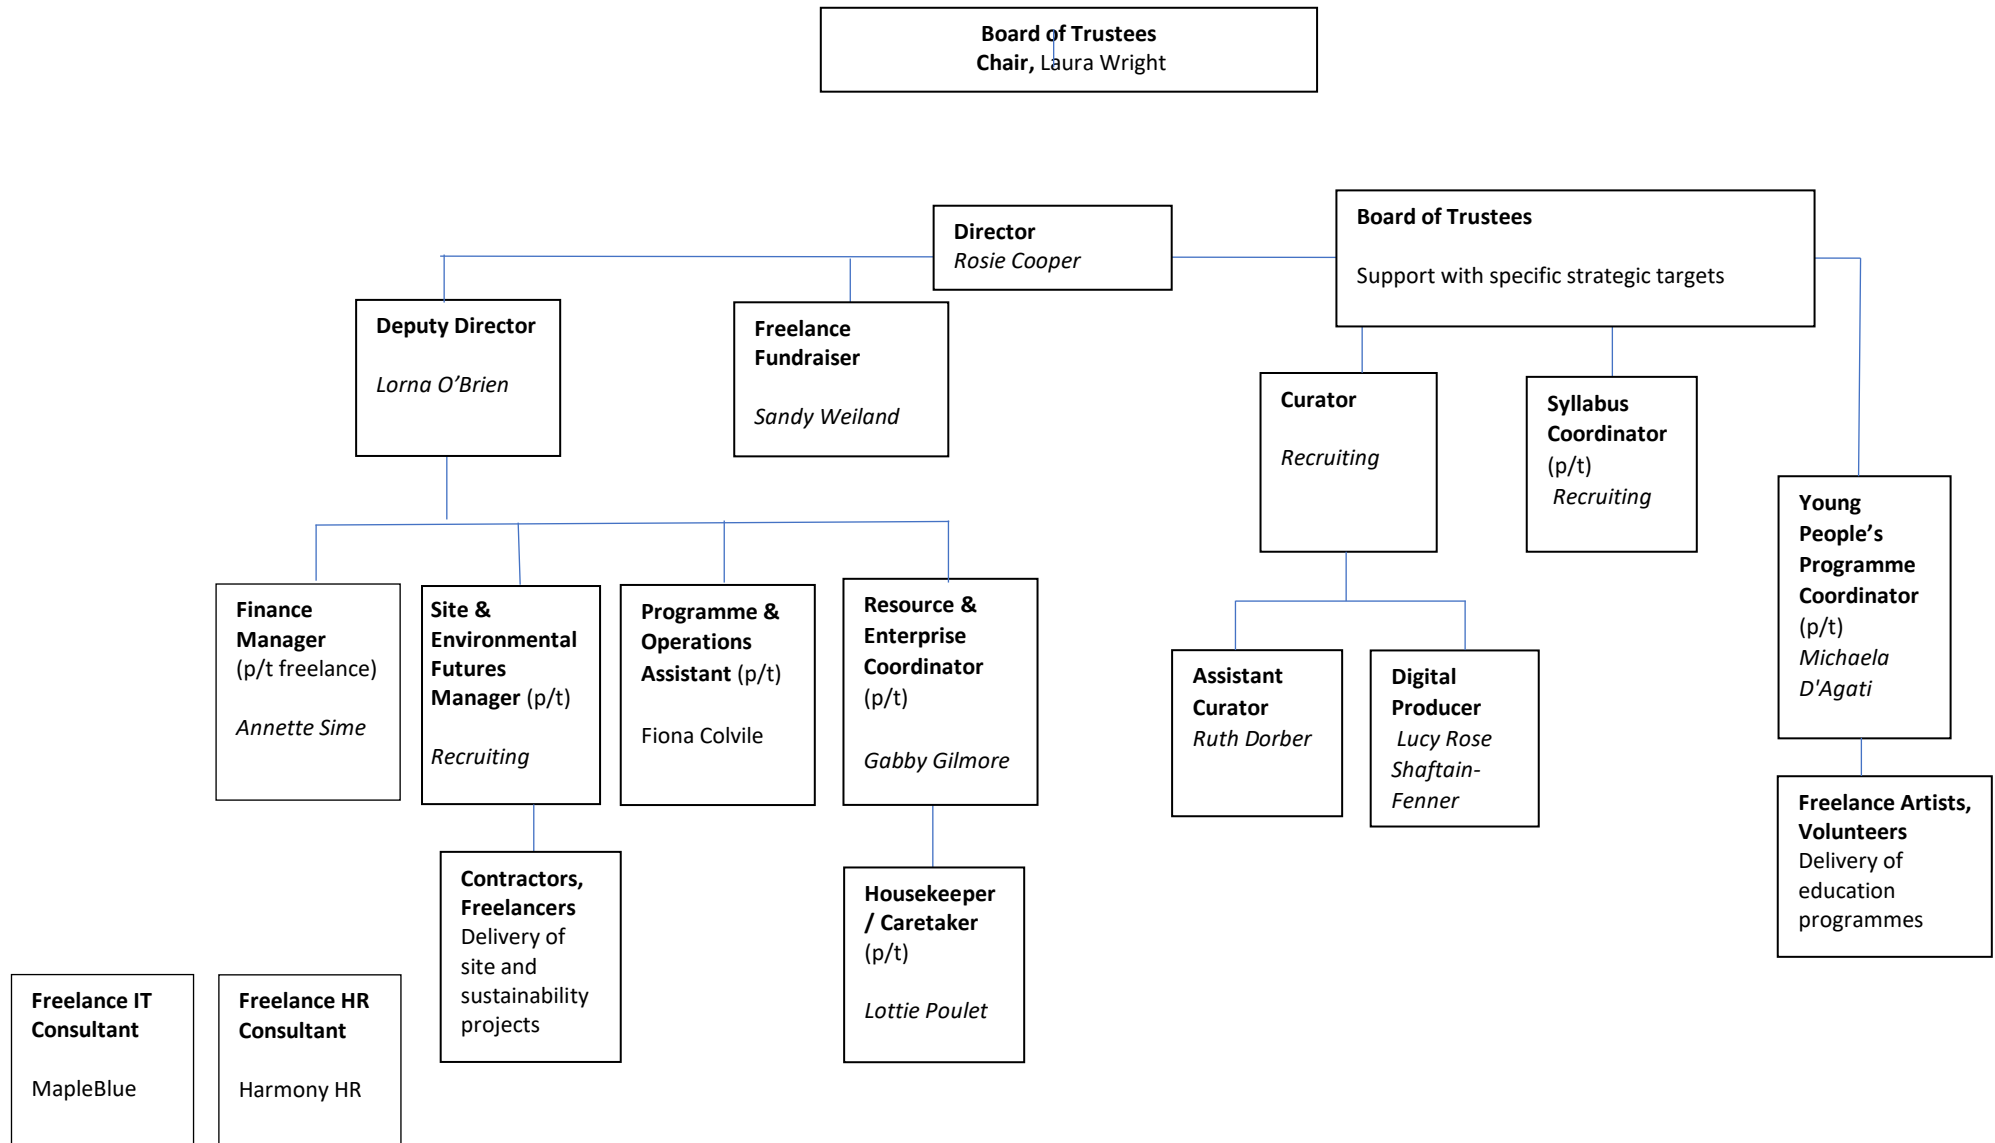 Board of Trustees
Chair, Laura Wright
Director
Rosie Cooper
Board of Trustees
Support with specific strategic targets
Deputy Director
Lorna O’Brien
Freelance
Fundraiser
Sandy Weiland
Curator
Recruiting
Syllabus
Coordinator
(p/t)
Recruiting
Young
People’s
Programme
Coordinator
(p/t)
Michaela
D'Agati
Finance
Manager
(p/t freelance)
Annette Sime
Site &
Environmental
Futures
Manager (p/t)
Recruiting
Programme &
Operations
Assistant (p/t)
Fiona Colvile
Resource &
Enterprise
Coordinator
(p/t)
Gabby Gilmore
Assistant
Curator
Ruth Dorber
Digital
Producer
Lucy Rose
Shaftain-
Fenner
Freelance Artists,
Volunteers
Delivery of
education
programmes
Contractors,
Freelancers
Delivery of
site and
sustainability
projects
Housekeeper
/ Caretaker
(p/t)
Lottie Poulet
Freelance IT
Consultant
MapleBlue
Freelance HR
Consultant
Harmony HR